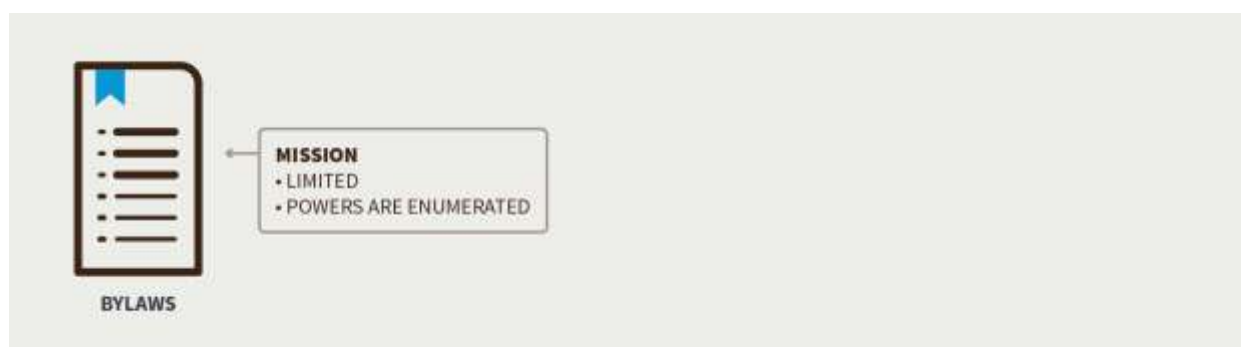 MISSION
• LIMITED
• POWERS ARE ENUMERATED
BYLAWS